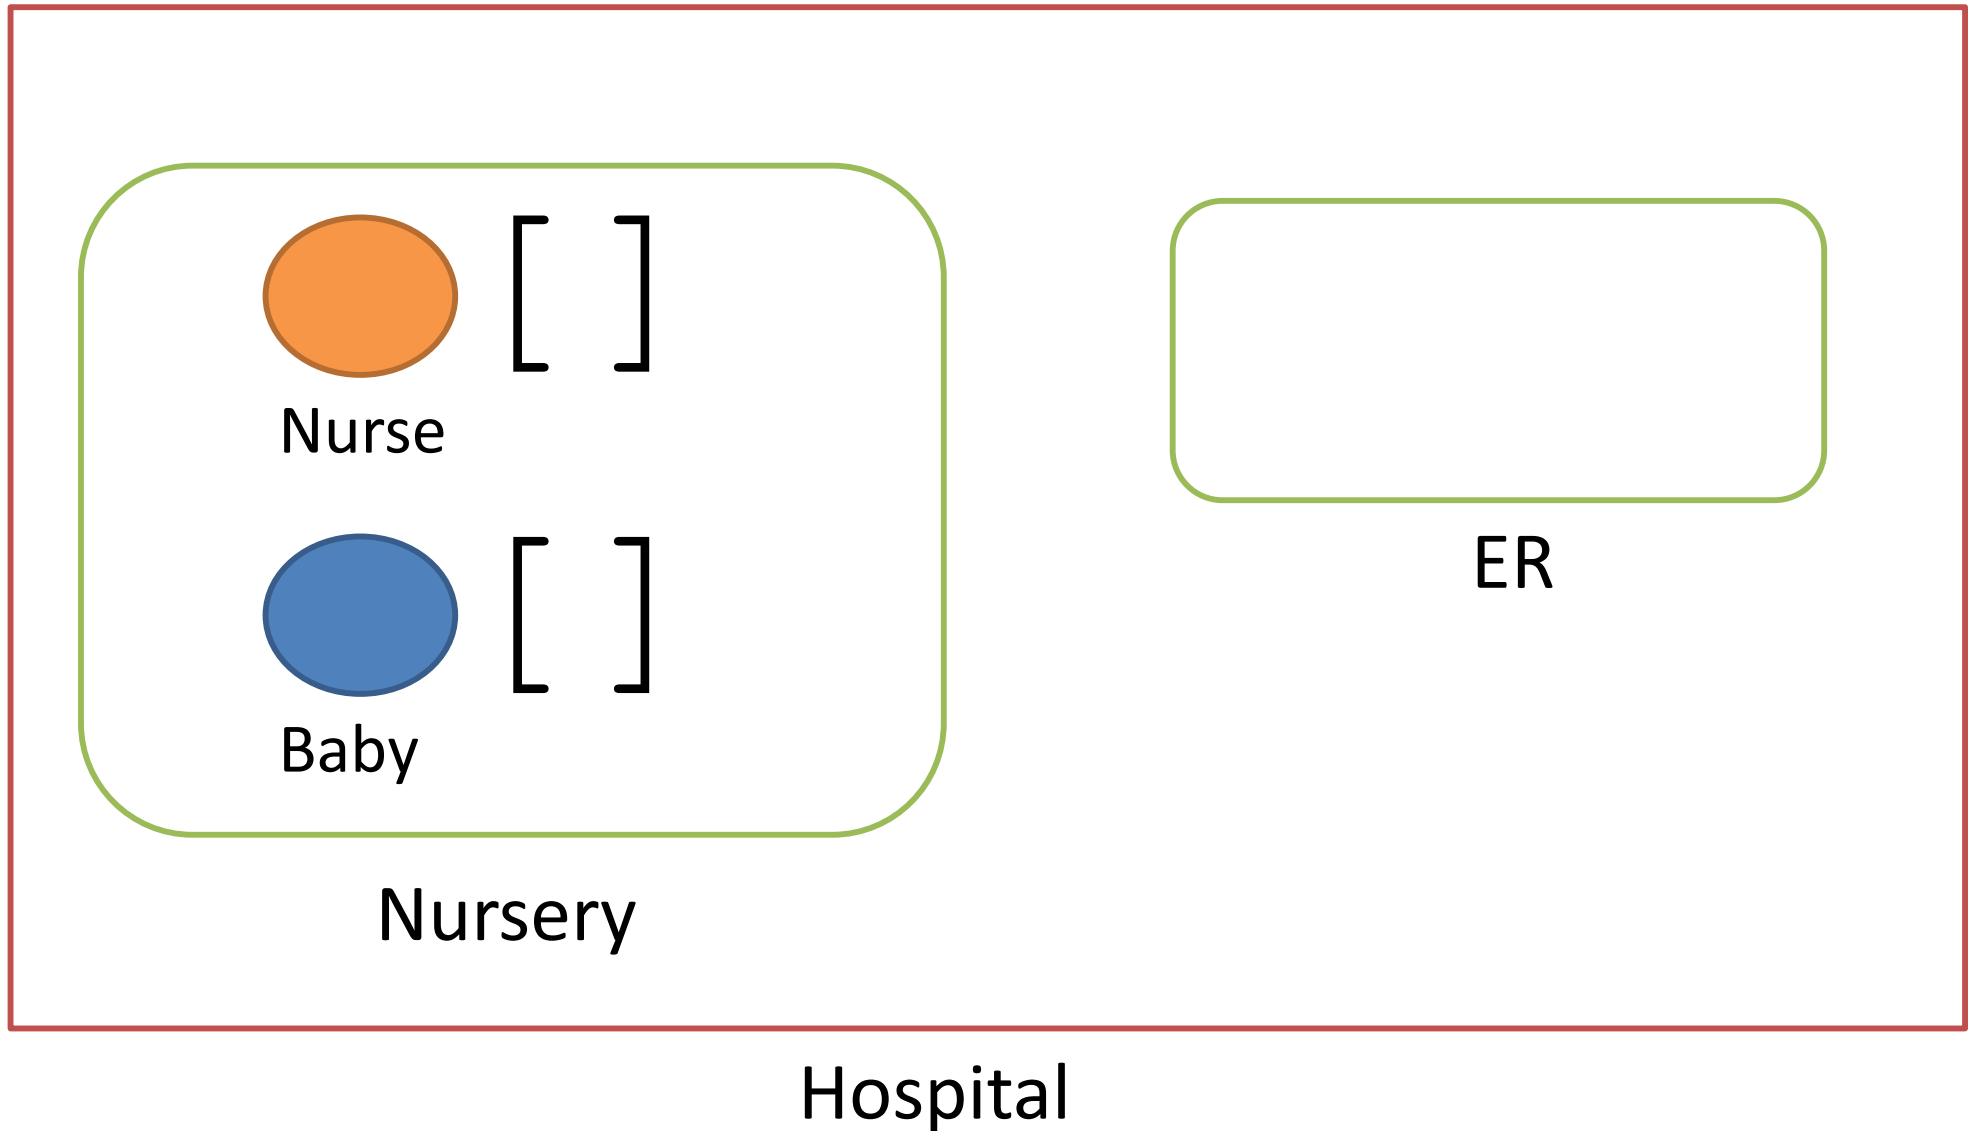 [ ]
Nurse
[ ]
Baby
ER
Nursery
Hospital